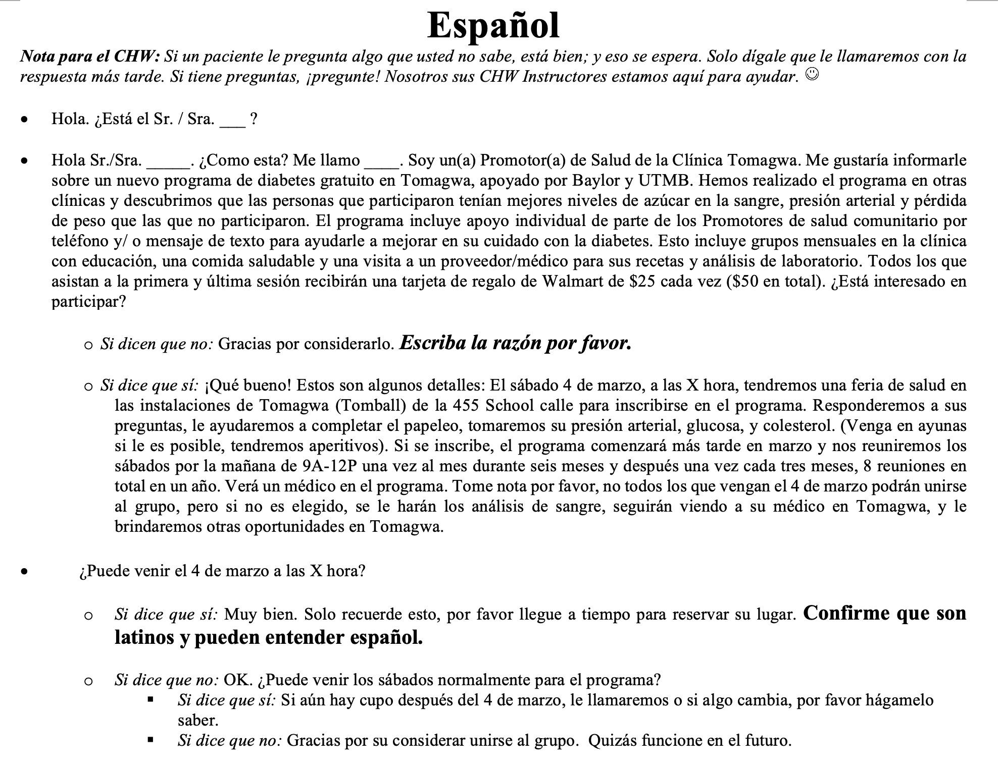 Español
Nota para el CHW: Si un paciente le pregunta algo que usted no sabe, está bien; y eso se espera. Solo dígale que le llamaremos con la
respuesta más tarde. Si tiene preguntas, ¡pregunte! Nosotros sus CHW Instructores estamos aquí para ayudar. ☺
• Hola. ¿Está el Sr. / Sra. ___ ?
• Hola Sr./Sra. _____. ¿Como esta? Me llamo ____. Soy un(a) Promotor(a) de Salud de la Clínica Tomagwa. Me gustaría informarle
sobre un nuevo programa de diabetes gratuito en Tomagwa, apoyado por Baylor y UTMB. Hemos realizado el programa en otras
clínicas y descubrimos que las personas que participaron tenían mejores niveles de azúcar en la sangre, presión arterial y pérdida
de peso que las que no participaron. El programa incluye apoyo individual de parte de los Promotores de salud comunitario por
teléfono y/ o mensaje de texto para ayudarle a mejorar en su cuidado con la diabetes. Esto incluye grupos mensuales en la clínica
con educación, una comida saludable y una visita a un proveedor/médico para sus recetas y análisis de laboratorio. Todos los que
asistan a la primera y última sesión recibirán una tarjeta de regalo de Walmart de $25 cada vez ($50 en total). ¿Está interesado en
participar?
o Si dicen que no: Gracias por considerarlo. Escriba la razón por favor.
o Si dice que sí: ¡Qué bueno! Estos son algunos detalles: El sábado 4 de marzo, a las X hora, tendremos una feria de salud en
las instalaciones de Tomagwa (Tomball) de la 455 School calle para inscribirse en el programa. Responderemos a sus
preguntas, le ayudaremos a completar el papeleo, tomaremos su presión arterial, glucosa, y colesterol. (Venga en ayunas
si le es posible, tendremos aperitivos). Si se inscribe, el programa comenzará más tarde en marzo y nos reuniremos los
sábados por la mañana de 9A-12P una vez al mes durante seis meses y después una vez cada tres meses, 8 reuniones en
total en un año. Verá un médico en el programa. Tome nota por favor, no todos los que vengan el 4 de marzo podrán unirse
al grupo, pero si no es elegido, se le harán los análisis de sangre, seguirán viendo a su médico en Tomagwa, y le
brindaremos otras oportunidades en Tomagwa.
• ¿Puede venir el 4 de marzo a las X hora?
o Si dice que sí: Muy bien. Solo recuerde esto, por favor llegue a tiempo para reservar su lugar. Confirme que son
latinos y pueden entender español.
o Si dice que no: OK. ¿Puede venir los sábados normalmente para el programa?
▪ Si dice que sí: Si aún hay cupo después del 4 de marzo, le llamaremos o si algo cambia, por favor hágamelo
saber.
▪ Si dice que no: Gracias por su considerar unirse al grupo. Quizás funcione en el futuro.